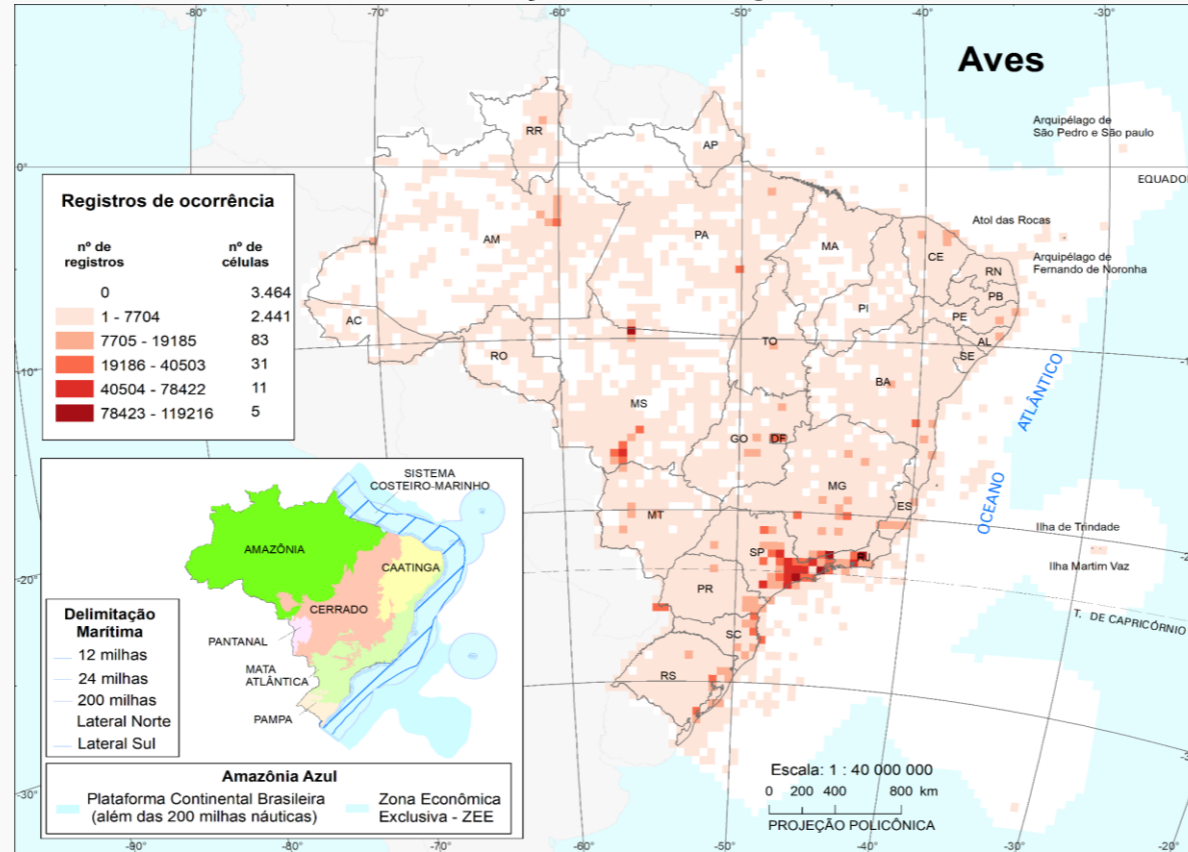 -80°
-70°
-60°
-50°
-40°
-30°
Aves
Arquipélago de
São Pedro e São paulo
EQUADOR
0°
Atol das Rocas
Arquipélago de
Fernando de Noronha
RR
AP
AM
PA
MA
CE
RN
PB
PE
PI
AL
SE
AC
RO
TO
BA
MS
GO
DF
MG
ES
MT
SP
RJ
PR
SC
RS
OCEANO
ATLÂNTICO
Ilha de Trindade
Ilha Martim Vaz
T. DE CAPRICÓRNIO
Registros de ocorrência
nº de registros
nº de células
0 3.464
1 - 7704 2.441
7705 - 19185 83
19186 - 40503 31
40504 - 78422 11
78423 - 119216 5
-10°
-20°
-30°
SISTEMA
COSTEIRO-MARINHO
AMAZÔNIA
CAATINGA
CERRADO
PANTANAL
MATA
ATLÂNTICA
PAMPA
Delimitação
Marítima
12 milhas
24 milhas
200 milhas
Lateral Norte
Lateral Sul
Amazônia Azul
Plataforma Continental Brasileira
(além das 200 milhas náuticas)
Zona Econômica
Exclusiva - ZEE
Escala: 1 : 40 000 000
0 200 400 800 km
PROJEÇÃO POLICÔNICA
-90°
-80°
-70°
-60°
-50°
-40°
-30°
-20°